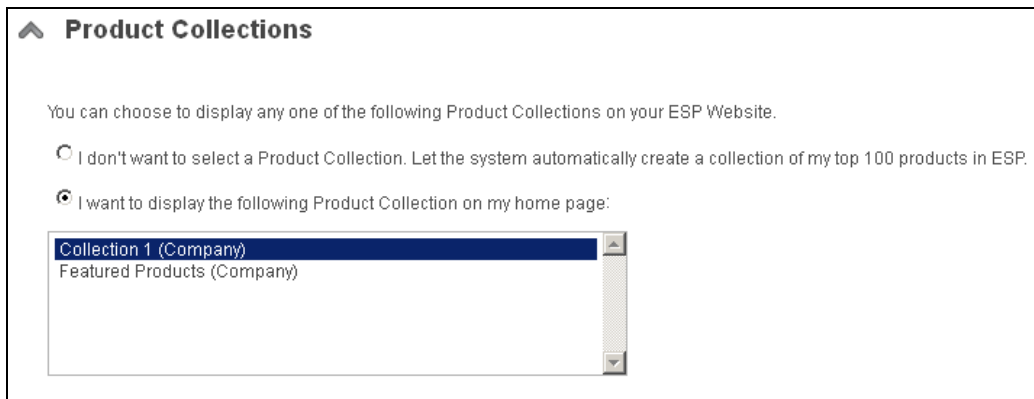 Product Collections
You can choose to display any one of the following Product Collections on your ESP Website.
I don't want to select a Product Collection. Let the system automatically create a collection of my top 100 products in ESP.
I want to display the following Product Collection on my home page:
Collection 1 (Company)
Featured Products (Company)